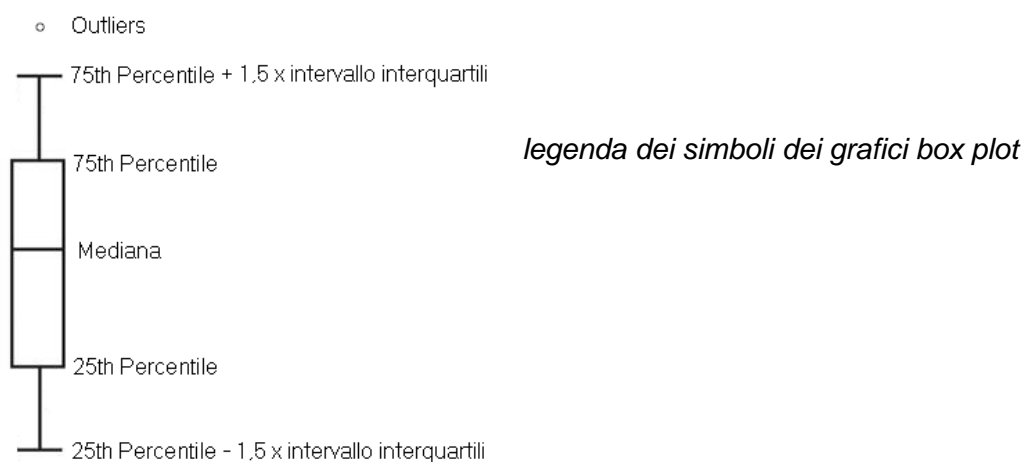 Outliers
75th Percentile + 1,5 x intervallo interquartili
legenda dei simboli dei grafici box plot
75th Percentile
Mediana
25th Percentile
25th Percentile - 1,5 x intervallo interquartili